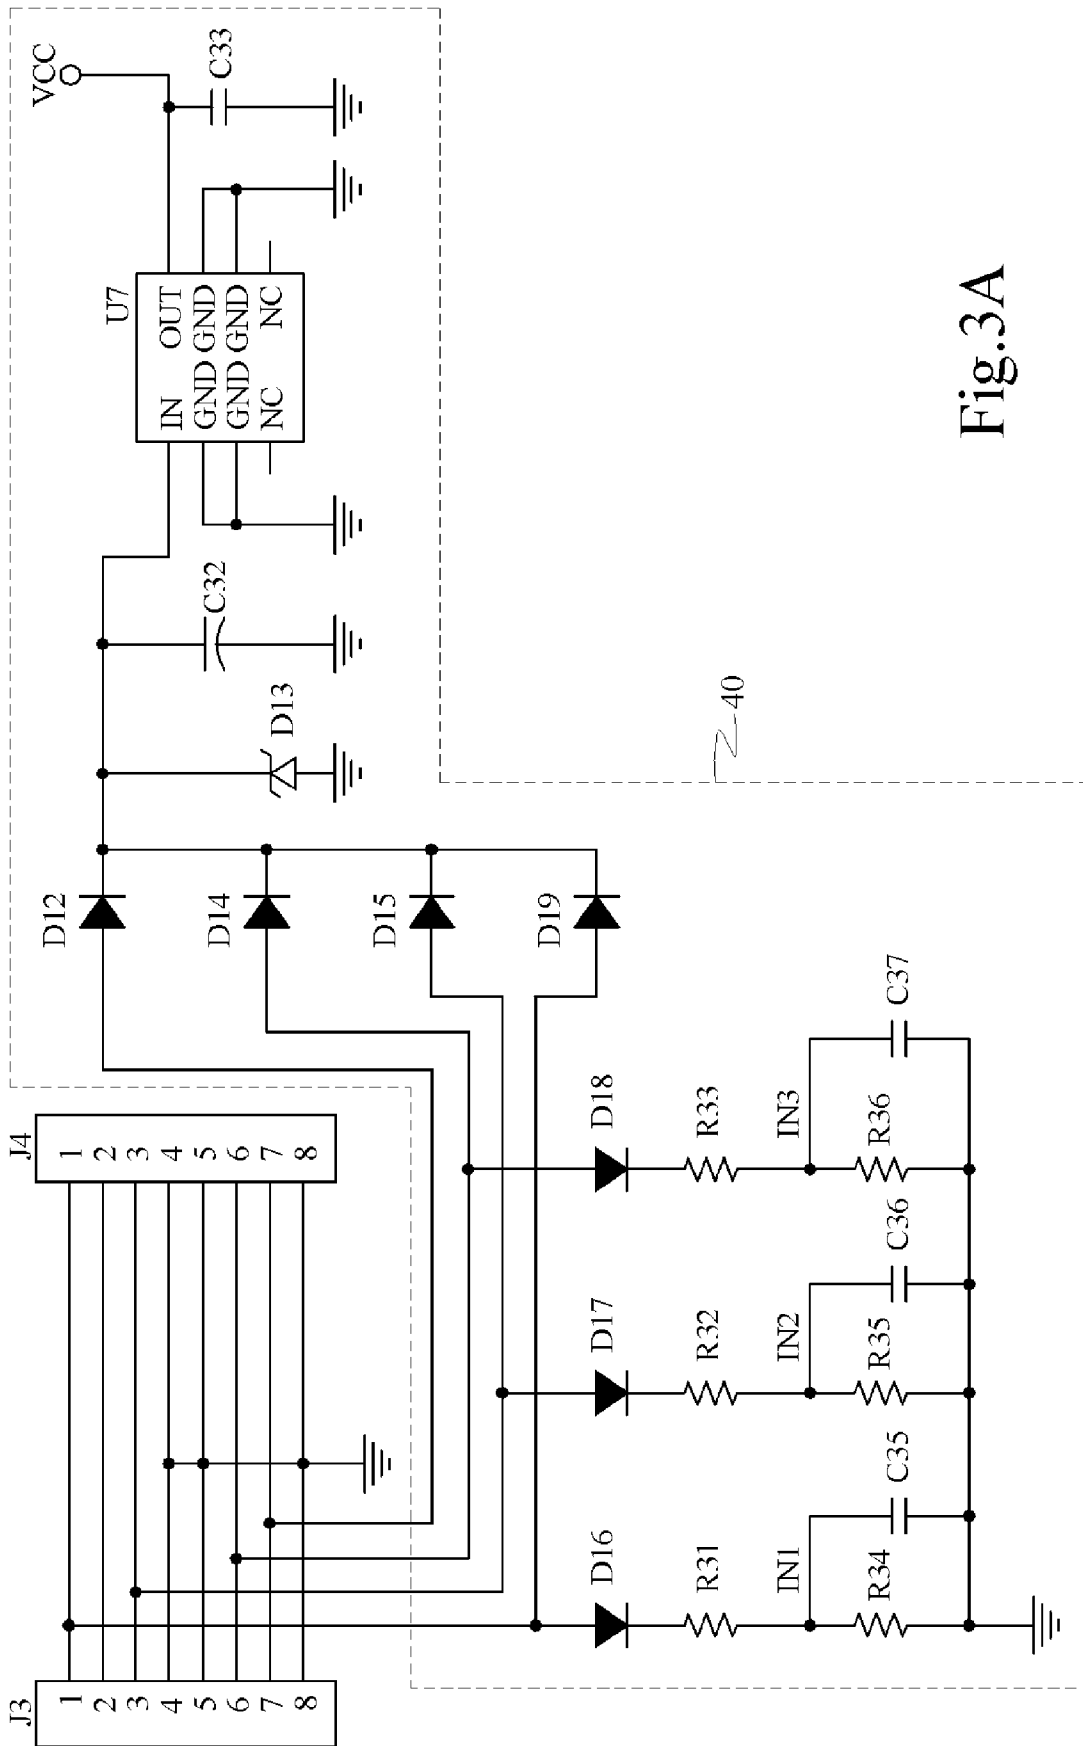 J3
1
2
3
4
5
6
7
8
J4
1
2
3
4
5
6
7
8
D12
D14
D15
D19
D13
C32
U7
IN OUT
GND GND
GND GND
NC NC
VCC
C33
D16
R31
IN1
R34
C35
D17
R32
IN2
R35
C36
D18
R33
IN3
R36
C37
40
Fig.3A